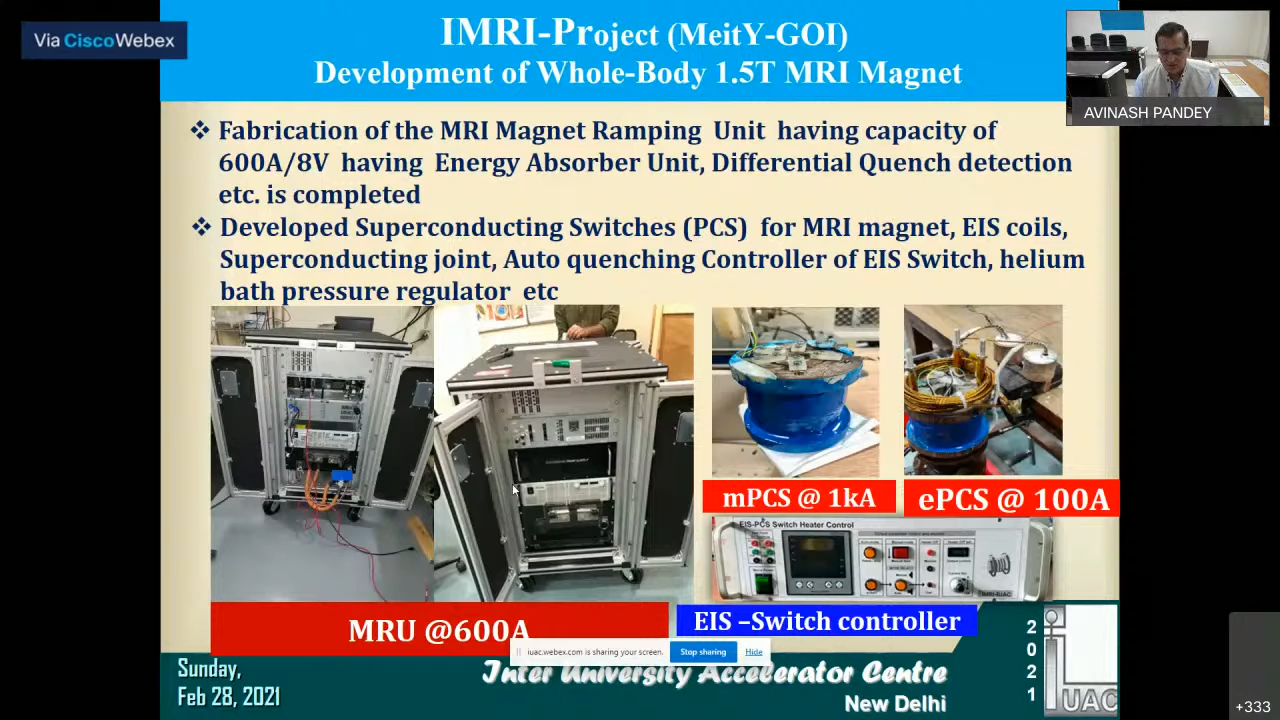 Via CiscoWebex
IMRI-Project (MeitY-GOI)
Development of Whole-Body 1.5T MRI Magnet
AVINASH PANDEY
❖ Fabrication of the MRI Magnet Ramping Unit having capacity of
600A/8V having Energy Absorber Unit, Differential Quench detection
etc. is completed
❖ Developed Superconducting Switches (PCS) for MRI magnet, EIS coils,
Superconducting joint, Auto quenching Controller of EIS Switch, helium
bath pressure regulator etc
mPCS @ 1kA
ePCS @ 100A
EIS-PCS Switch Heater Control
IMRI-IUAC
MRU @600A
EIS –Switch controller
iuac.webex.com is sharing your screen.
Stop sharing
Hide
Sunday,
Feb 28, 2021
Inter University Accelerator Centre
New Delhi
2
0
2
1
IUAC
+333